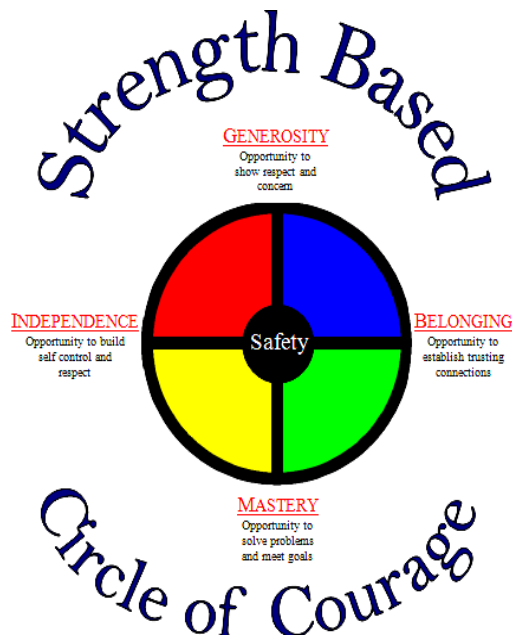 Strength Based
GENEROSITY
Opportunity to
show respect and
concern
INDEPENDENCE
Opportunity to build
self control and
respect
Safety
BELONGING
Opportunity to
establish trusting
connections
MASTERY
Opportunity to
solve problems
and meet goals
Circle of Courage